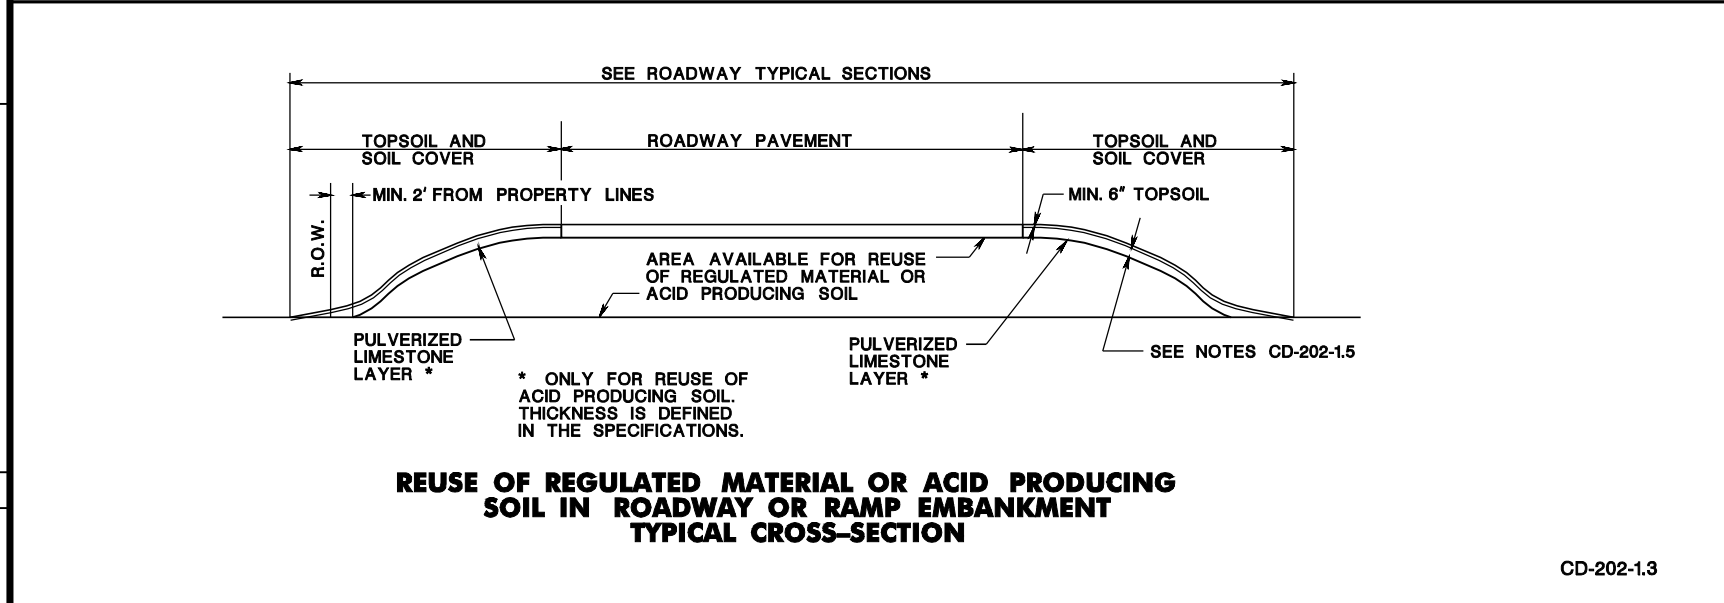 SEE ROADWAY TYPICAL SECTIONS
TOPSOIL AND
SOIL COVER
ROADWAY PAVEMENT
TOPSOIL AND
SOIL COVER
MIN. 2' FROM PROPERTY LINES
MIN. 6" TOPSOIL
R.O.W.
AREA AVAILABLE FOR REUSE
OF REGULATED MATERIAL OR
ACID PRODUCING SOIL
PULVERIZED
LIMESTONE
LAYER *
PULVERIZED
LIMESTONE
LAYER *
SEE NOTES CD-202-1.5
* ONLY FOR REUSE OF
ACID PRODUCING SOIL.
THICKNESS IS DEFINED
IN THE SPECIFICATIONS.
REUSE OF REGULATED MATERIAL OR ACID PRODUCING
SOIL IN ROADWAY OR RAMP EMBANKMENT
TYPICAL CROSS–SECTION
CD-202-1.3